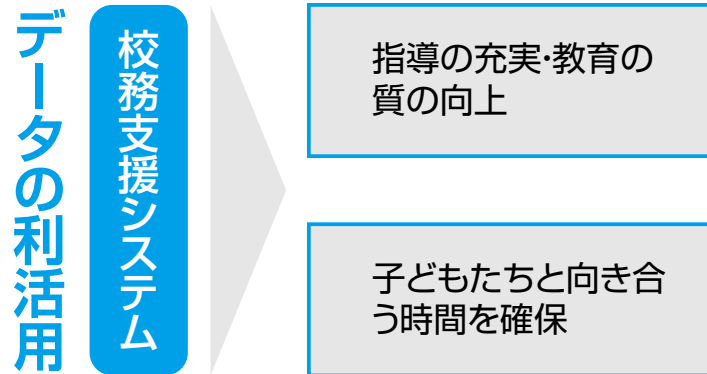 データの利活用
校務支援システム
指導の充実・教育の
質の向上
子どもたちと向き合
う時間を確保